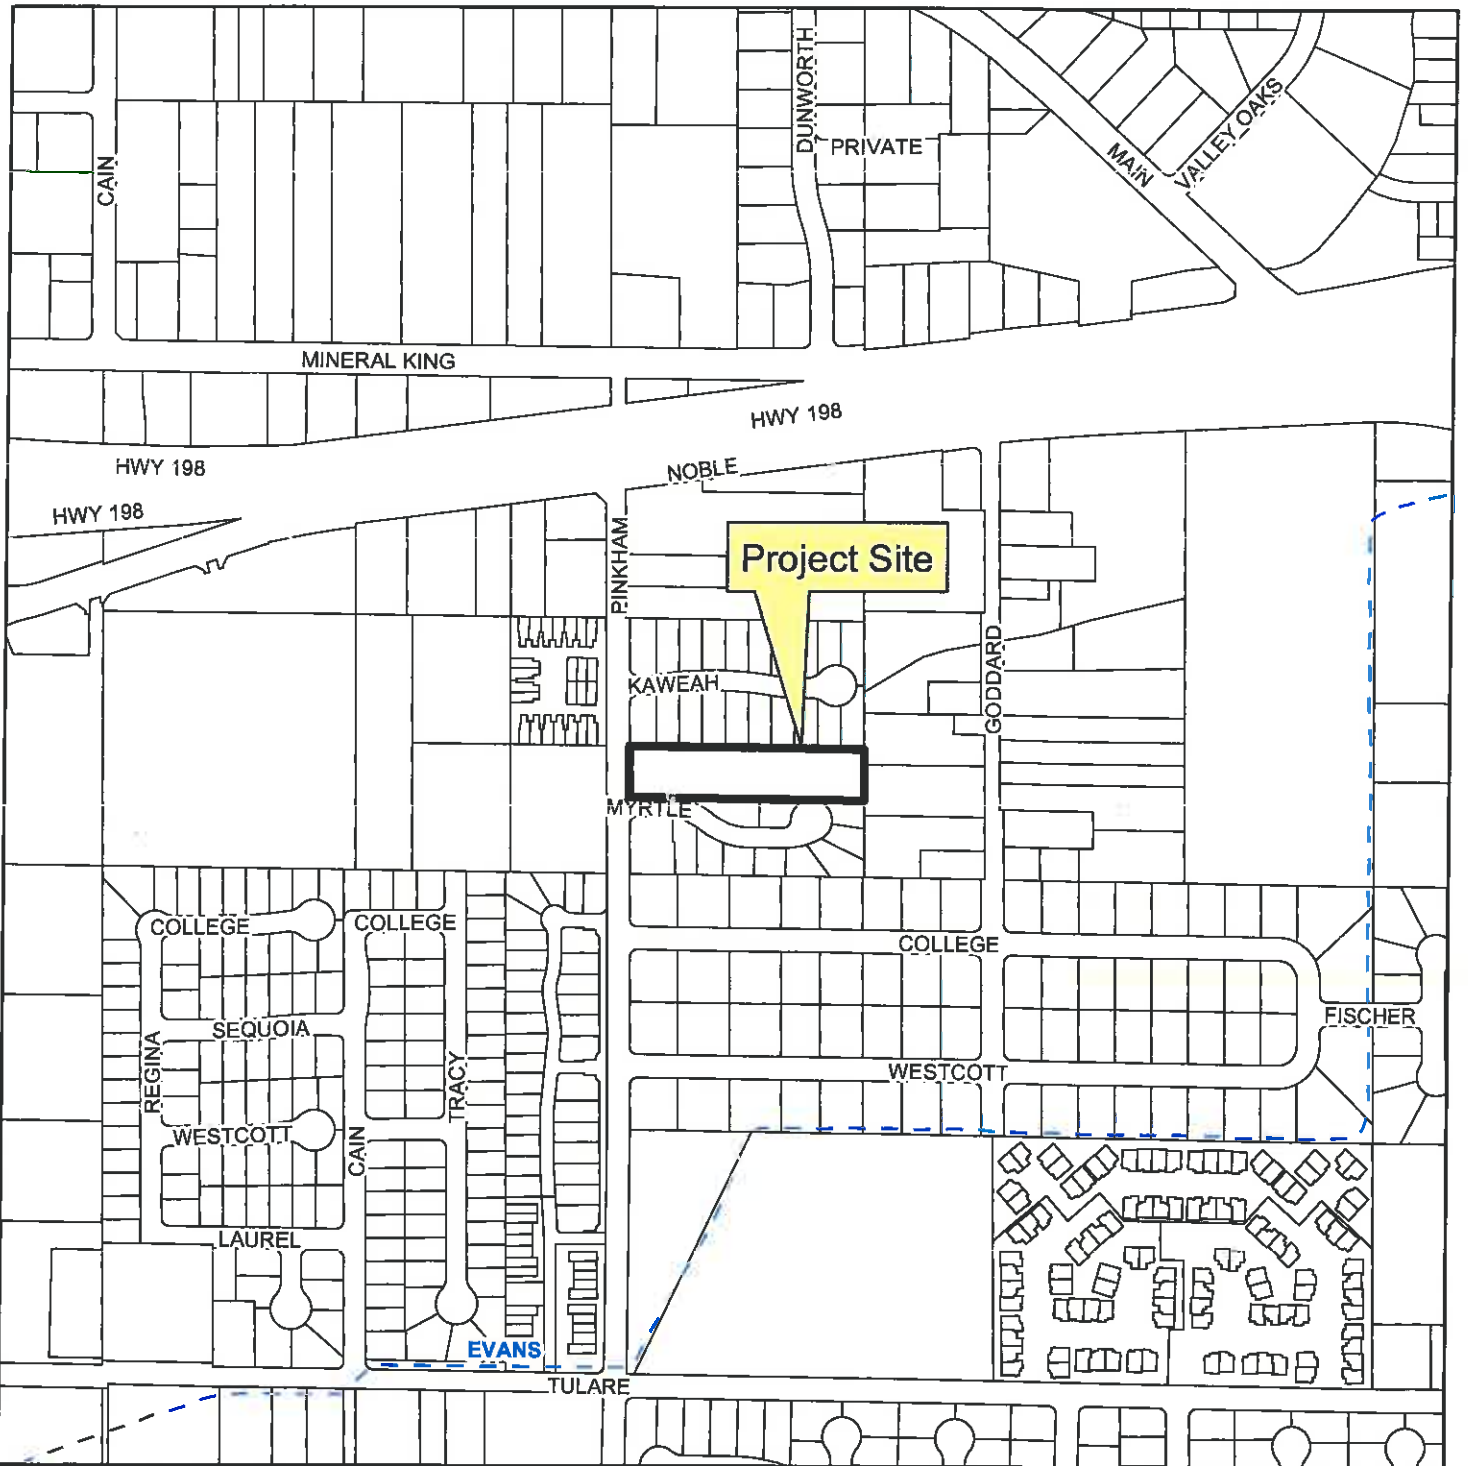 DUNWORTH
PRIVATE
CAIN
MAIN
VALLEY OAKS
MINERAL KING
HWY 198
HWY 198
HWY 198
NOBLE
PINKHAM
Project Site
KAWEAH
GODDARD
MYRTLE
COLLEGE
COLLEGE
COLLEGE
SEQUOIA
FISCHER
REGINA
TRACY
WESTCOTT
WESTCOTT
CAIN
LAUREL
EVANS
TULARE